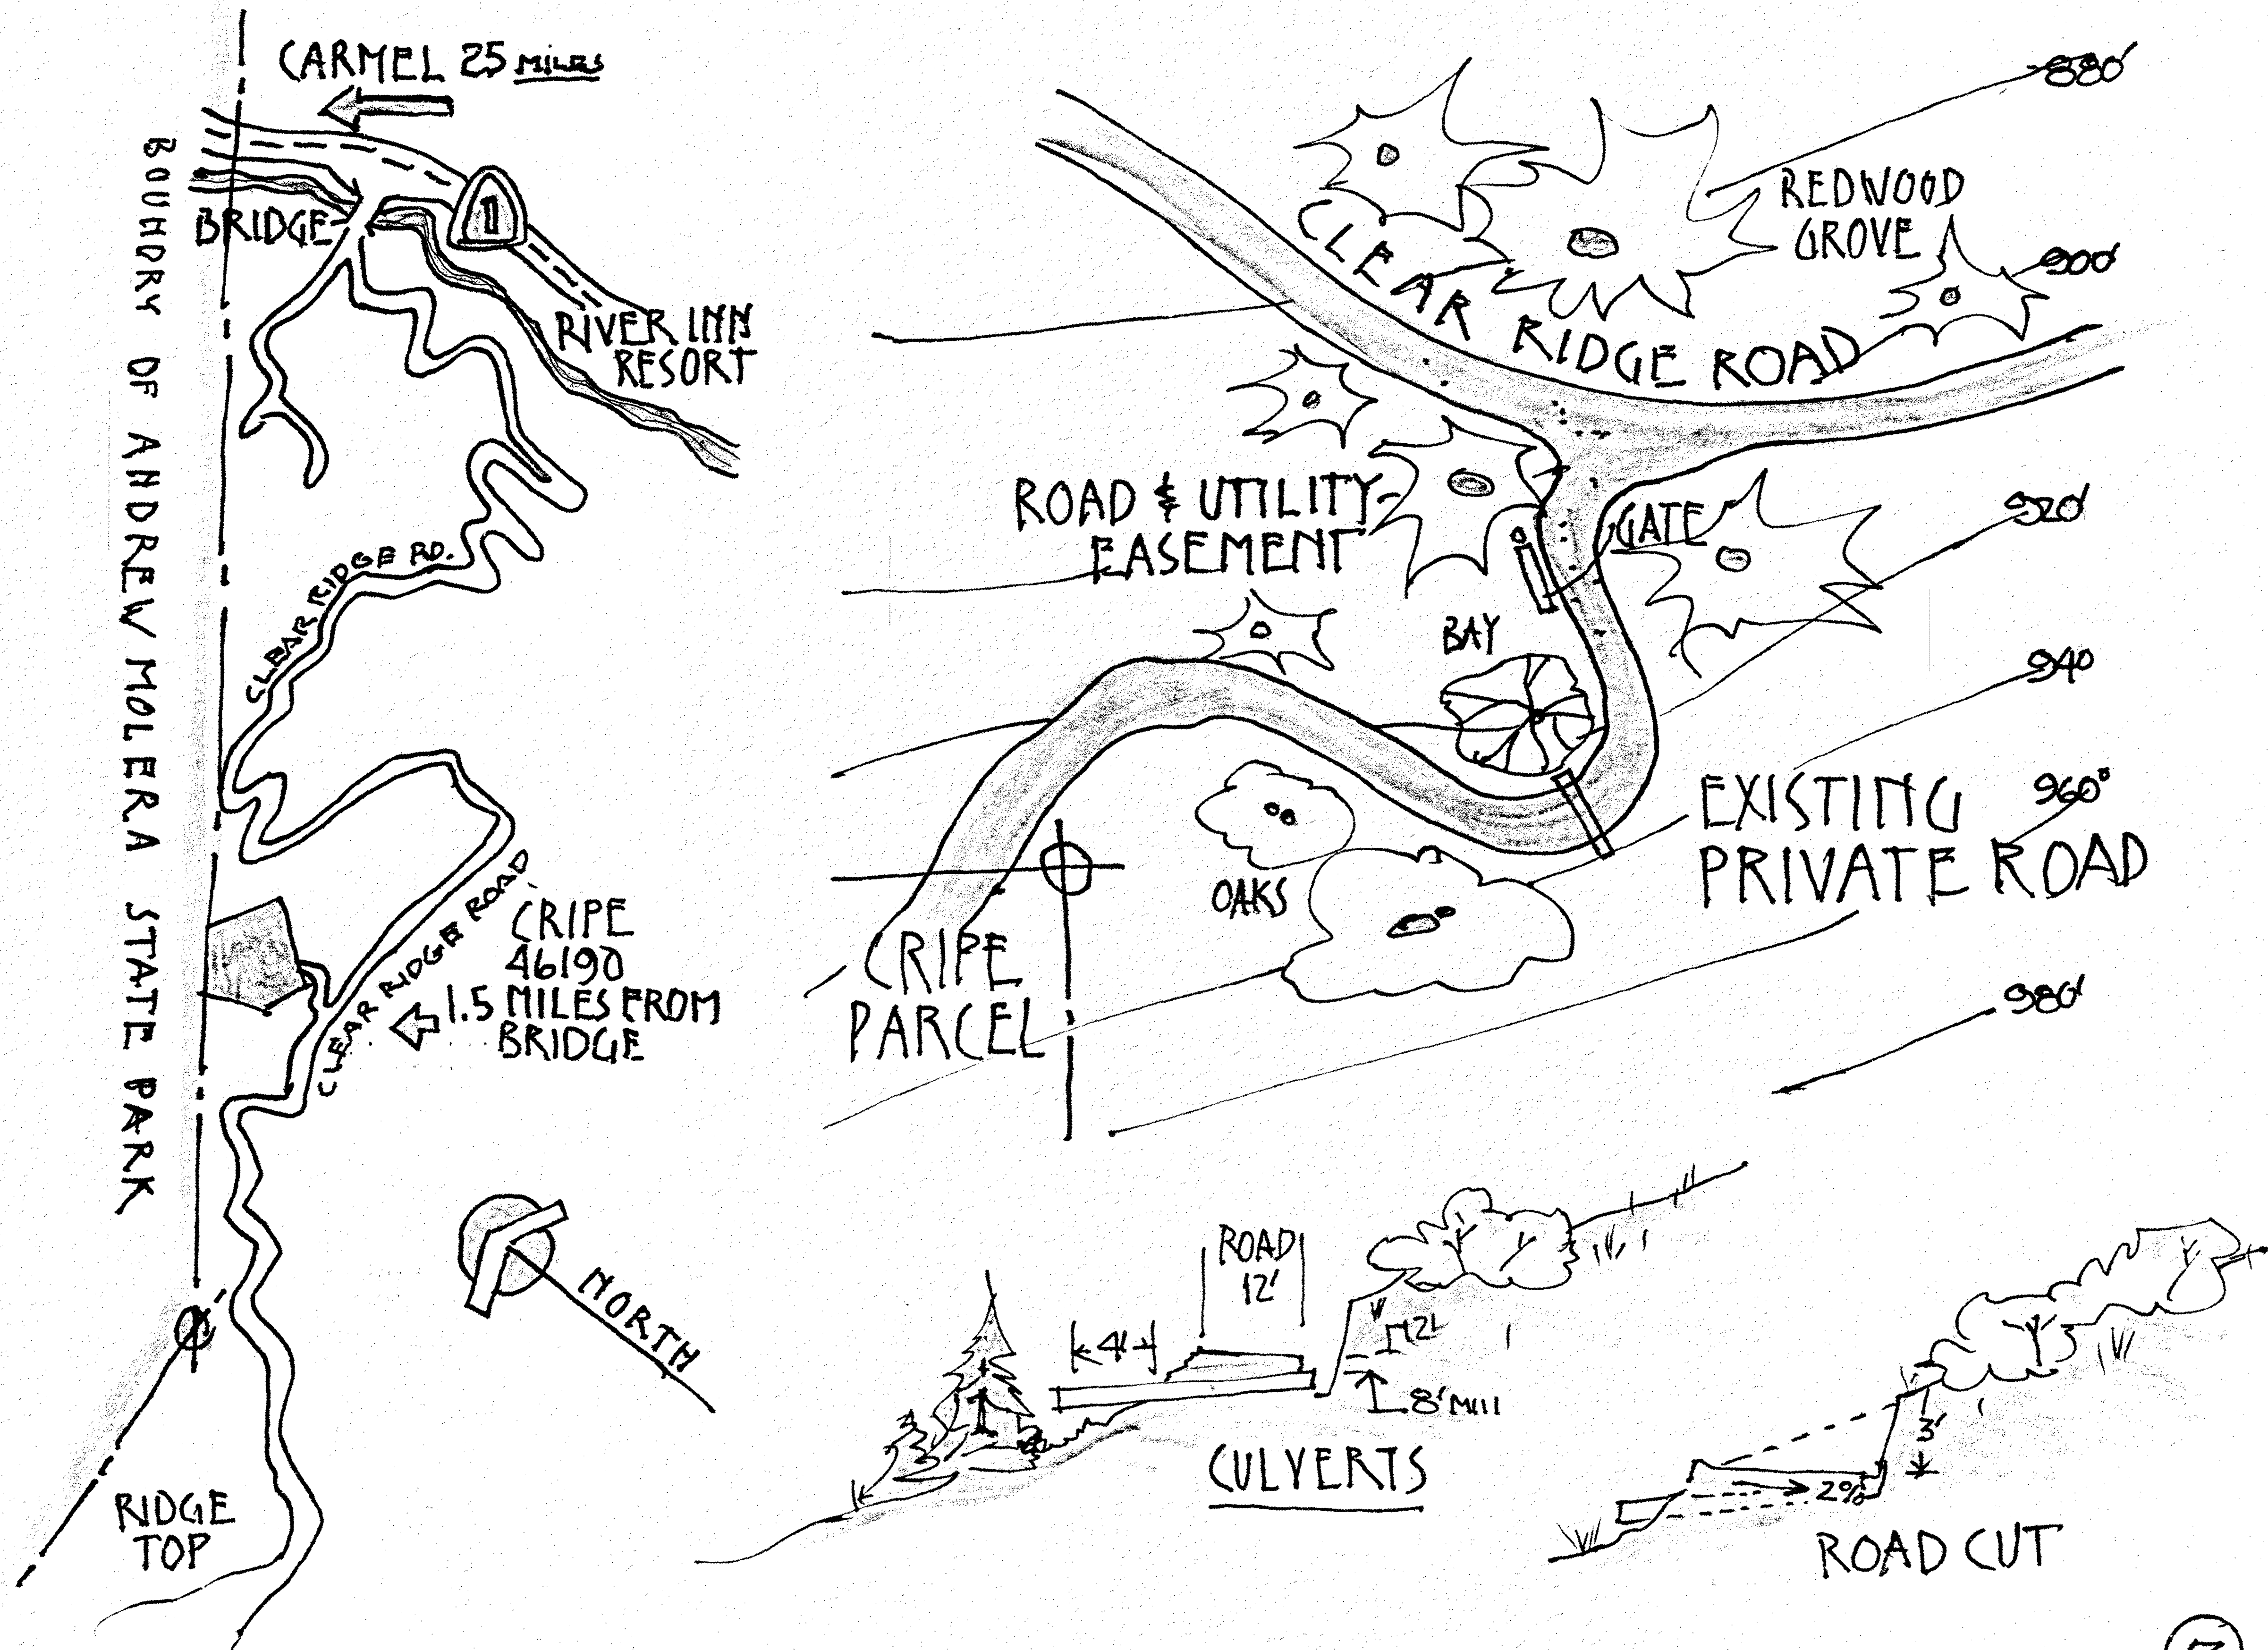 CARMEL 25 MILES
BRIDGE
1
RIVER INN
RESORT
BOUNDRY OF ANDREW MOLERA STATE PARK
CLEAR RIDGE RD.
CLEAR RIDGE ROAD
CRIPE
46190
1.5 MILES FROM
BRIDGE
NORTH
RIDGE
TOP
880'
REDWOOD
GROVE
900'
CLEAR RIDGE ROAD
ROAD & UTILITY
EASEMENT
GATE
920'
BAY
940
960'
EXISTING
PRIVATE ROAD
OAKS
CRIPE
PARCEL
980'
ROAD
12'
4'
2'
8' MIN
CULVERTS
3'
2%
ROAD CUT